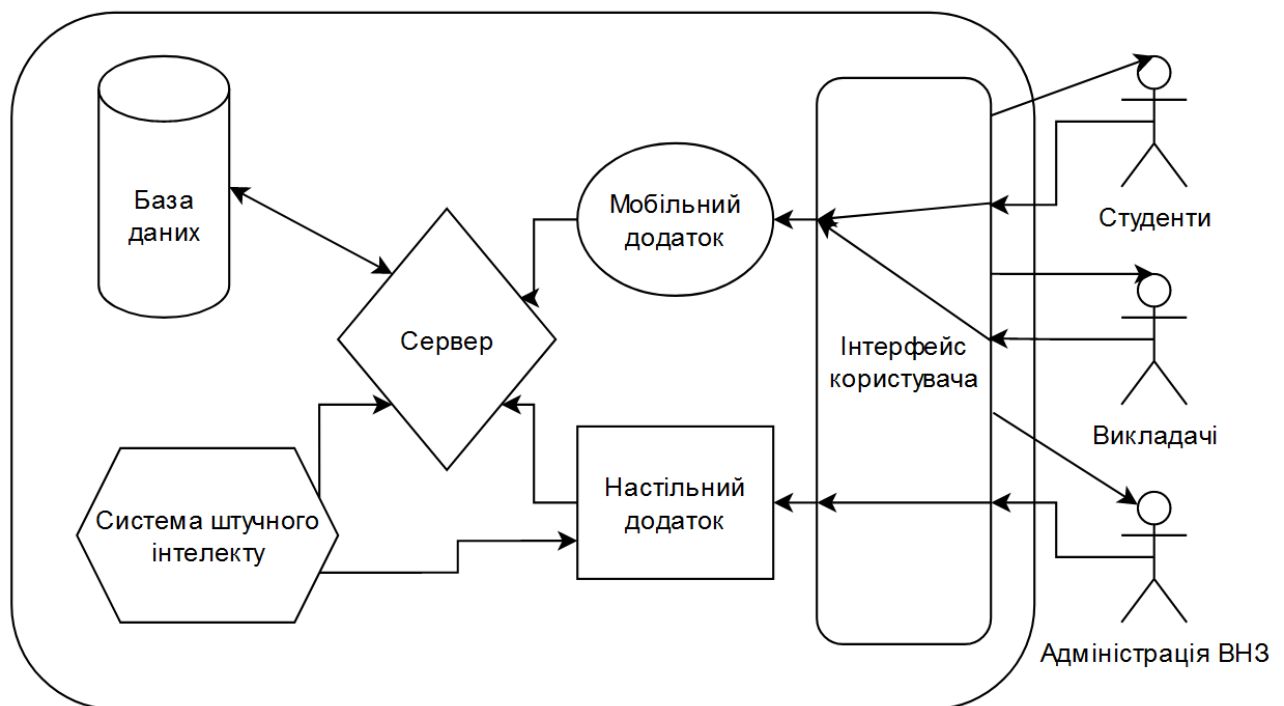 База
даних
Мобільний
додаток
Студенти
Сервер
Інтерфейс
користувача
Викладачі
Система штучного
інтелекту
Настільний
додаток
Адміністрація ВНЗ